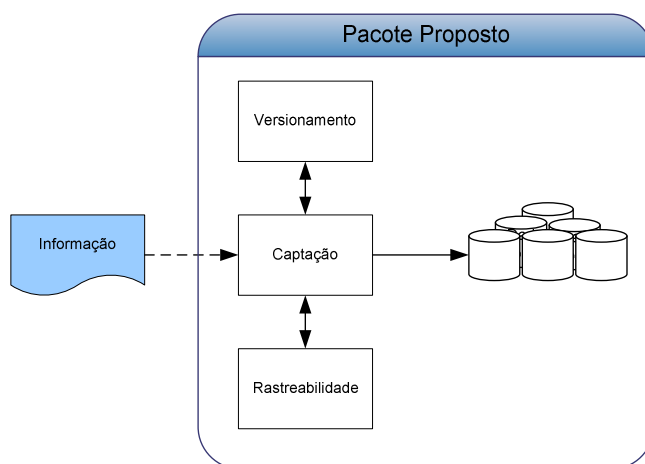 Pacote Proposto
Versionamento
Informação
Captação
Rastreabilidade